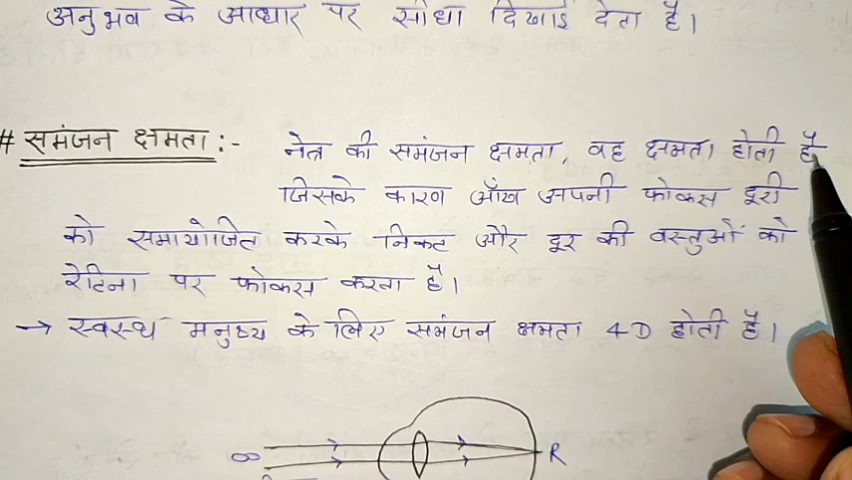 अनुभव के आधार पर सीधा दिखाई देता है।
# समंजन क्षमता :- नेत्र की समंजन क्षमता, वह क्षमता होती है
जिसके कारण आँख अपनी फोकस दूरी
को समायोजित करके निकट और दूर की वस्तुओं को
रेटिना पर फोकस करता है।
→ स्वस्थ मनुष्य के लिए समंजन क्षमता 4D होती है।
∞ R